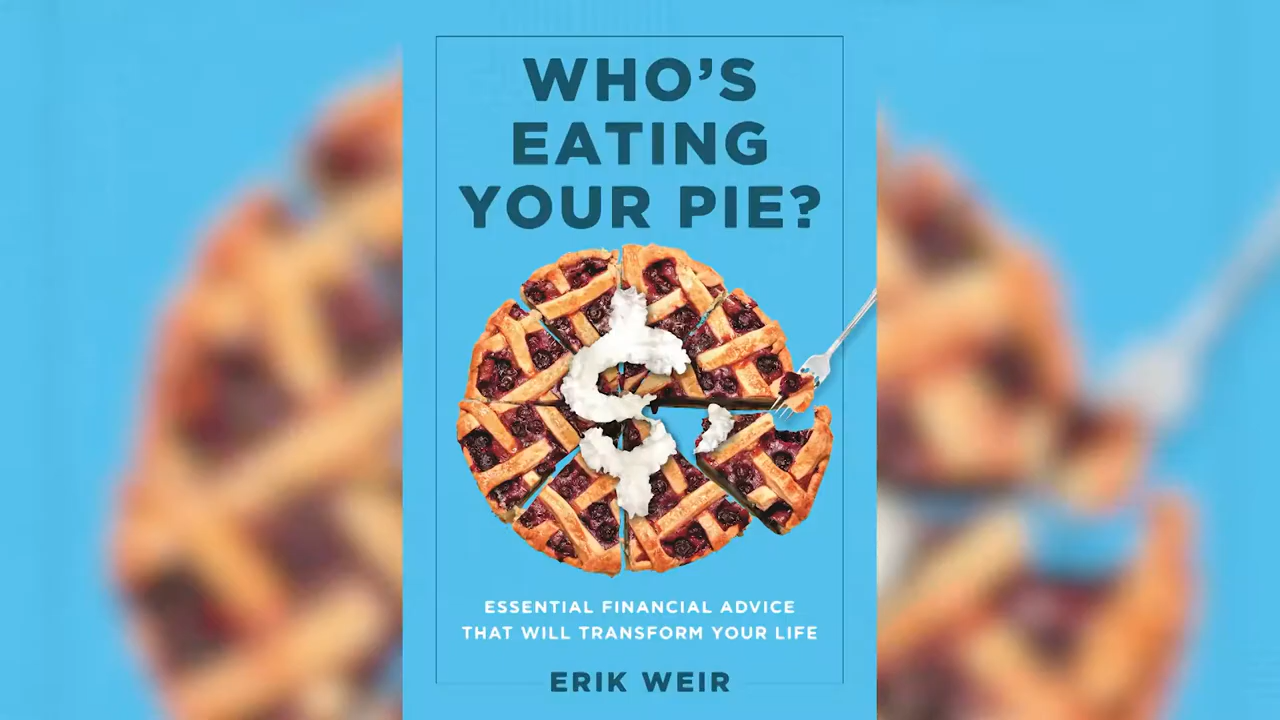 WHO'S
EATING
YOUR PIE?
ESSENTIAL FINANCIAL ADVICE
THAT WILL TRANSFORM YOUR LIFE
ERIK WEIR